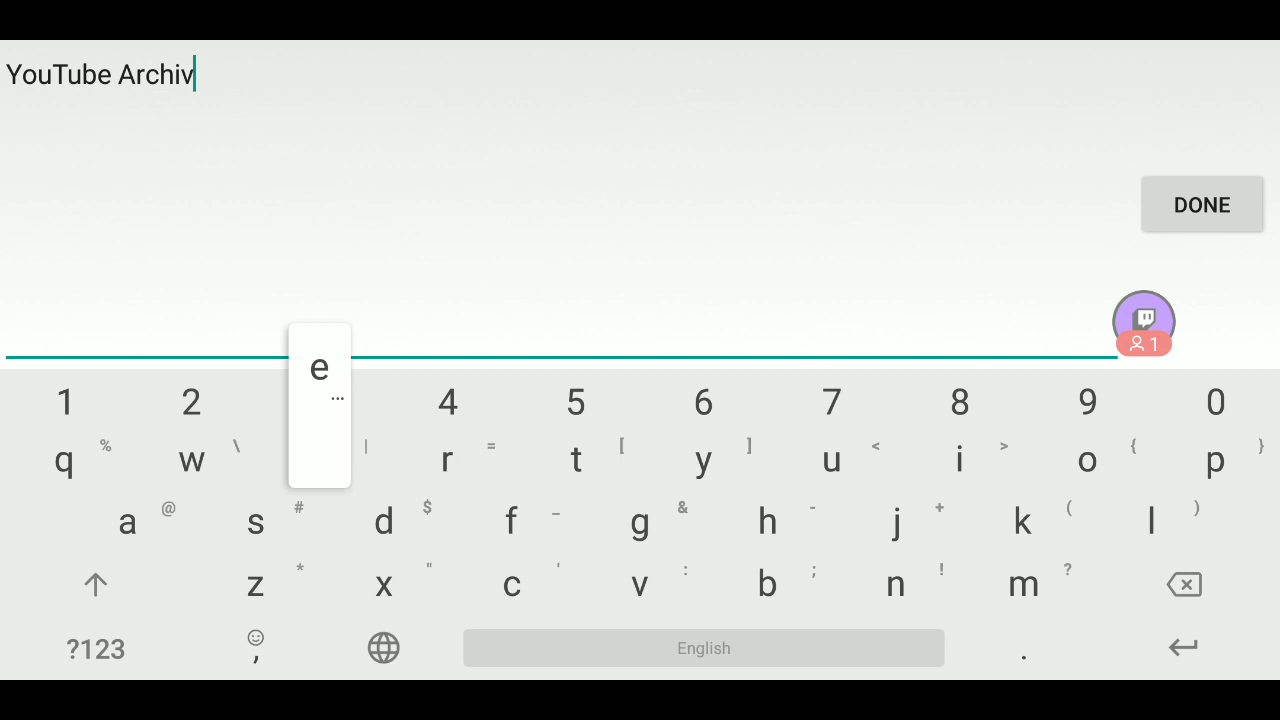 YouTube Archiv
DONE
1
e
...
1 2 4 5 6 7 8 9 0
q % w \ | r = t [ y ] u < i > o { p }
a @ s # d $ f _ g & h - j + k ( l )
z * x " c ' v : b ; n ! m ?
?123 , English .